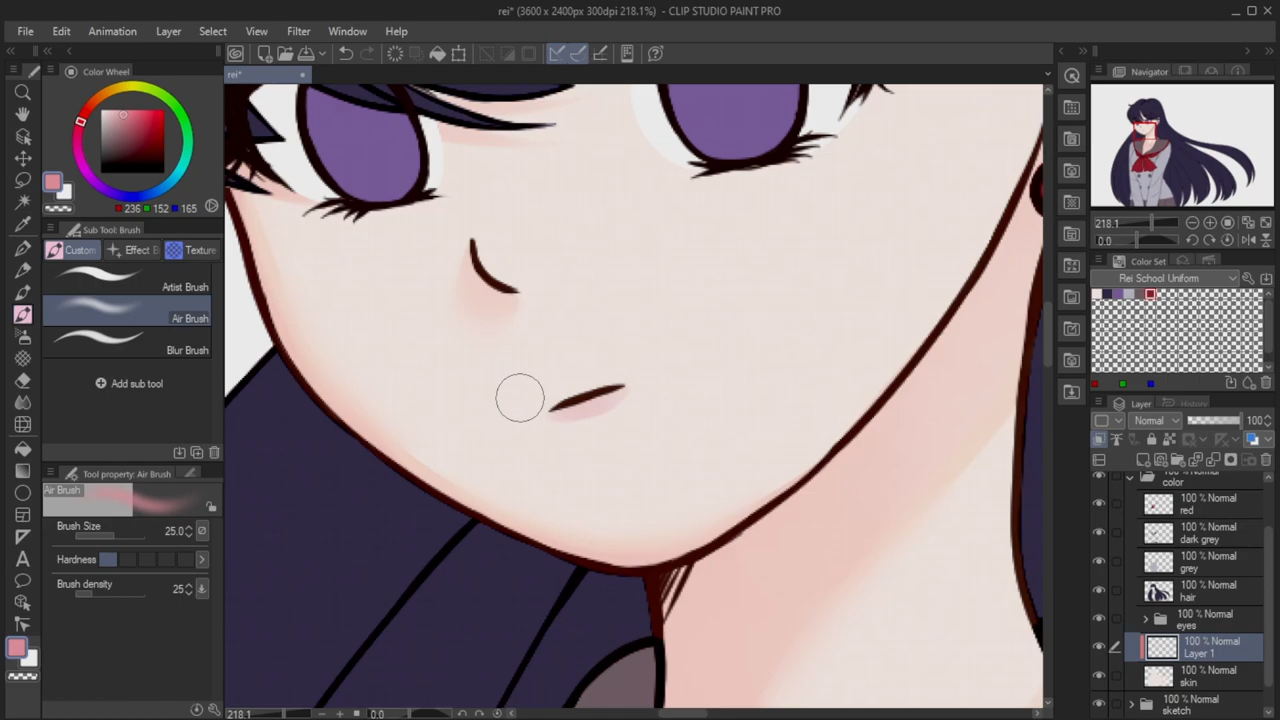 rei* (3600 x 2400px 300dpi 218.1%) - CLIP STUDIO PAINT PRO
File Edit Animation Layer Select View Filter Window Help
Color Wheel
rei*
Navigator
236 152 165
Sub Tool: Brush
Custom Effect B Texture
Artist Brush
Air Brush
Blur Brush
Add sub tool
Tool property: Air Brush
Air Brush
Brush Size 25.0
Hardness
Brush density 25
218.1 0.0
218.1
0.0
Color Set
Rei School Uniform
Layer History
Normal 100
color
100 % Normal
red
100 % Normal
dark grey
100 % Normal
grey
100 % Normal
hair
100 % Normal
eyes
100 % Normal
Layer 1
100 % Normal
skin
100 % Normal
sketch